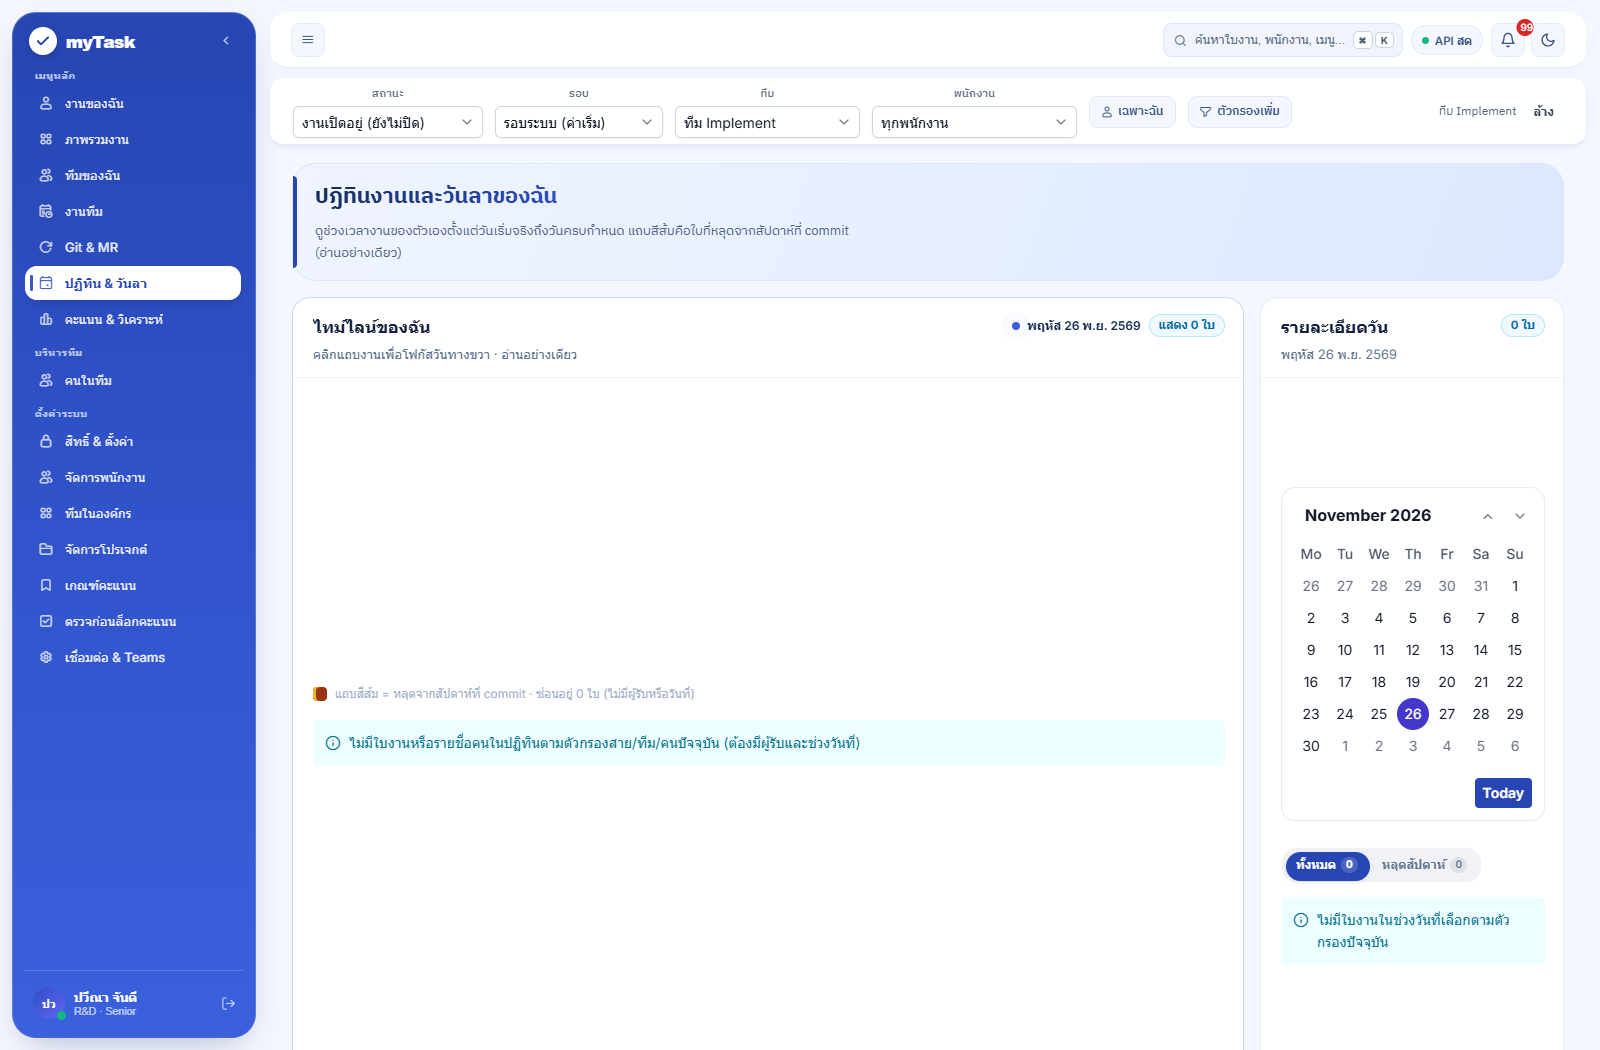 myTask
เมนูหลัก
งานของฉัน
ภาพรวมงาน
ทีมของฉัน
งานทีม
Git & MR
ปฏิทิน & วันลา
คะแนน & วิเคราะห์
บริหารทีม
คนในทีม
ตั้งค่าระบบ
สิทธิ์ & ตั้งค่า
จัดการพนักงาน
ทีมในองค์กร
จัดการโปรเจกต์
เกณฑ์คะแนน
ตรวจก่อนล็อกคะแนน
เชื่อมต่อ & Teams
ปว
ปวีณา จันดี
R&D · Senior
ค้นหาใบงาน, พนักงาน, เมนู... ⌘ K
API สด
99
สถานะ
งานเปิดอยู่ (ยังไม่ปิด)
รอบ
รอบระบบ (ค่าเริ่ม)
ทีม
ทีม Implement
พนักงาน
ทุกพนักงาน
เฉพาะฉัน
ตัวกรองเพิ่ม
ทีม Implement
ล้าง
ปฏิทินงานและวันลาของฉัน
ดูช่วงเวลางานของตัวเองตั้งแต่วันเริ่มจริงถึงวันครบกำหนด แถบสีส้มคือใบที่หลุดจากสัปดาห์ที่ commit
(อ่านอย่างเดียว)
ไทม์ไลน์ของฉัน
พฤหัส 26 พ.ย. 2569
แสดง 0 ใบ
คลิกแถบงานเพื่อโฟกัสวันทางขวา · อ่านอย่างเดียว
แถบสีส้ม = หลุดจากสัปดาห์ที่ commit · ซ่อนอยู่ 0 ใบ (ไม่มีผู้รับหรือวันที่)
ไม่มีใบงานหรือรายชื่อคนในปฏิทินตามตัวกรองสาย/ทีม/คนปัจจุบัน (ต้องมีผู้รับและช่วงวันที่)
รายละเอียดวัน
0 ใบ
พฤหัส 26 พ.ย. 2569
November 2026
Mo Tu We Th Fr Sa Su
26 27 28 29 30 31 1
2 3 4 5 6 7 8
9 10 11 12 13 14 15
16 17 18 19 20 21 22
23 24 25 26 27 28 29
30 1 2 3 4 5 6
Today
ทั้งหมด 0
หลุดสัปดาห์ 0
ไม่มีใบงานในช่วงวันที่เลือกตามตัว
กรองปัจจุบัน